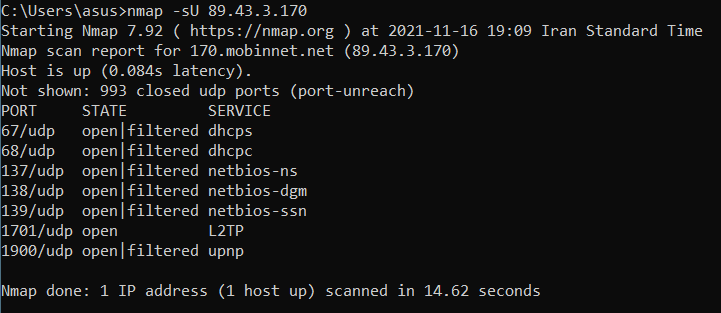 C:\Users\asus>nmap -sU 89.43.3.170
Starting Nmap 7.92 ( https://nmap.org ) at 2021-11-16 19:09 Iran Standard Time
Nmap scan report for 170.mobinnet.net (89.43.3.170)
Host is up (0.084s latency).
Not shown: 993 closed udp ports (port-unreach)
PORT     STATE         SERVICE
67/udp   open|filtered dhcps
68/udp   open|filtered dhcpc
137/udp  open|filtered netbios-ns
138/udp  open|filtered netbios-dgm
139/udp  open|filtered netbios-ssn
1701/udp open          L2TP
1900/udp open|filtered upnp
Nmap done: 1 IP address (1 host up) scanned in 14.62 seconds